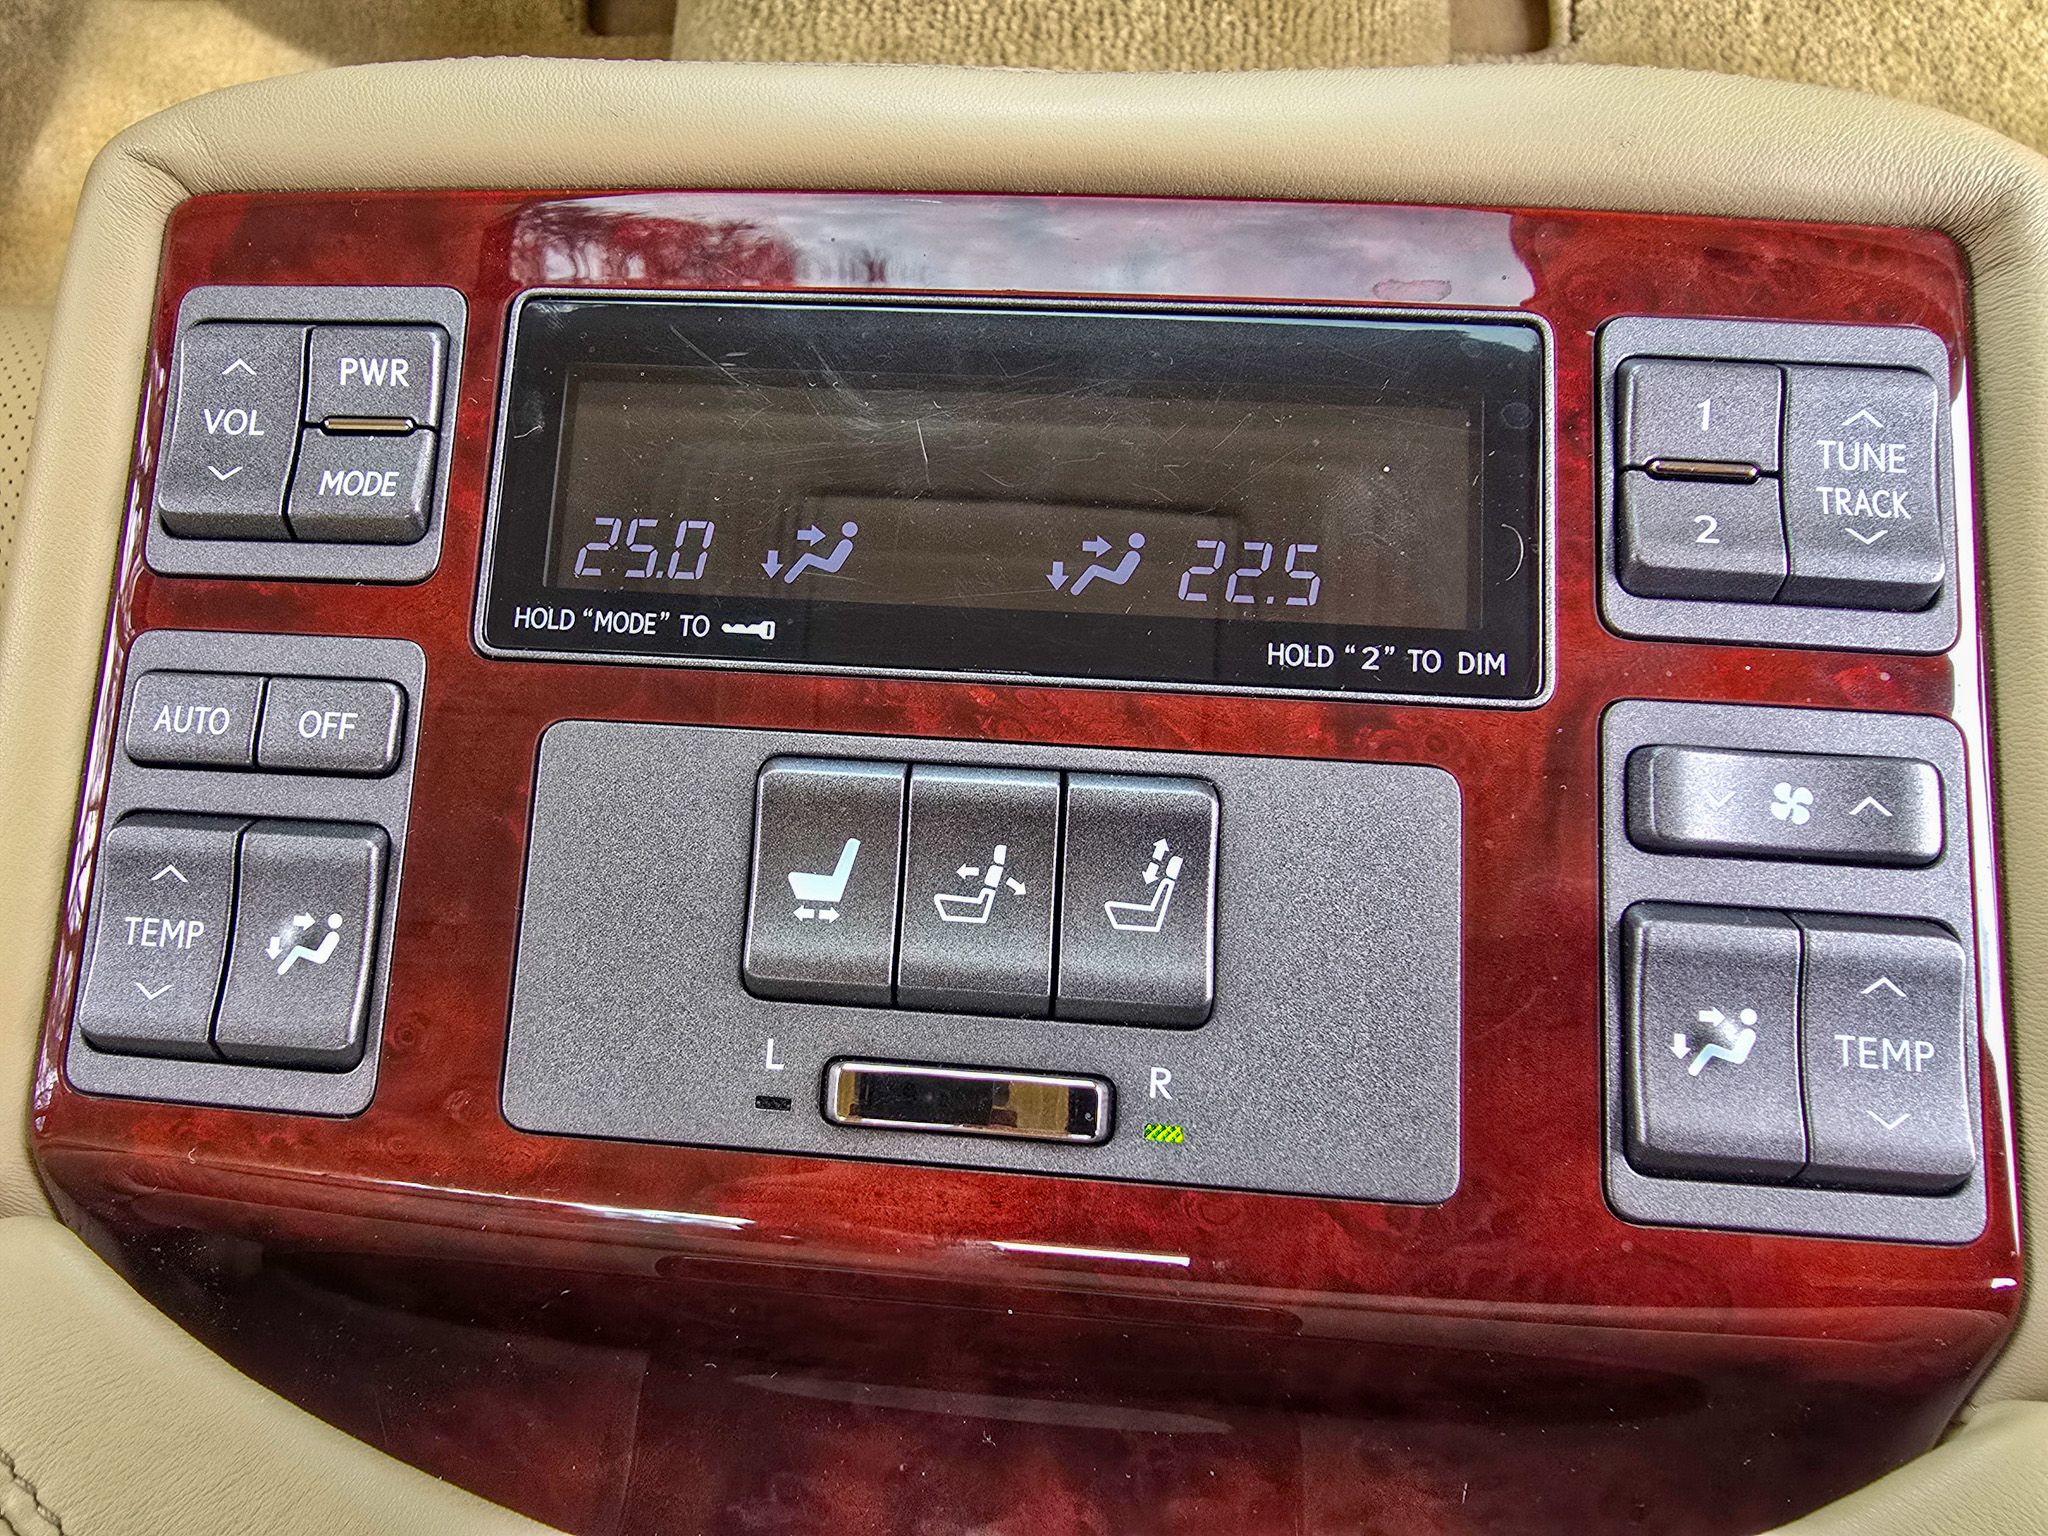 VOL
PWR
MODE
25.0
22.5
HOLD “MODE” TO
HOLD “2” TO DIM
1
2
TUNE
TRACK
AUTO
OFF
TEMP
L
R
TEMP